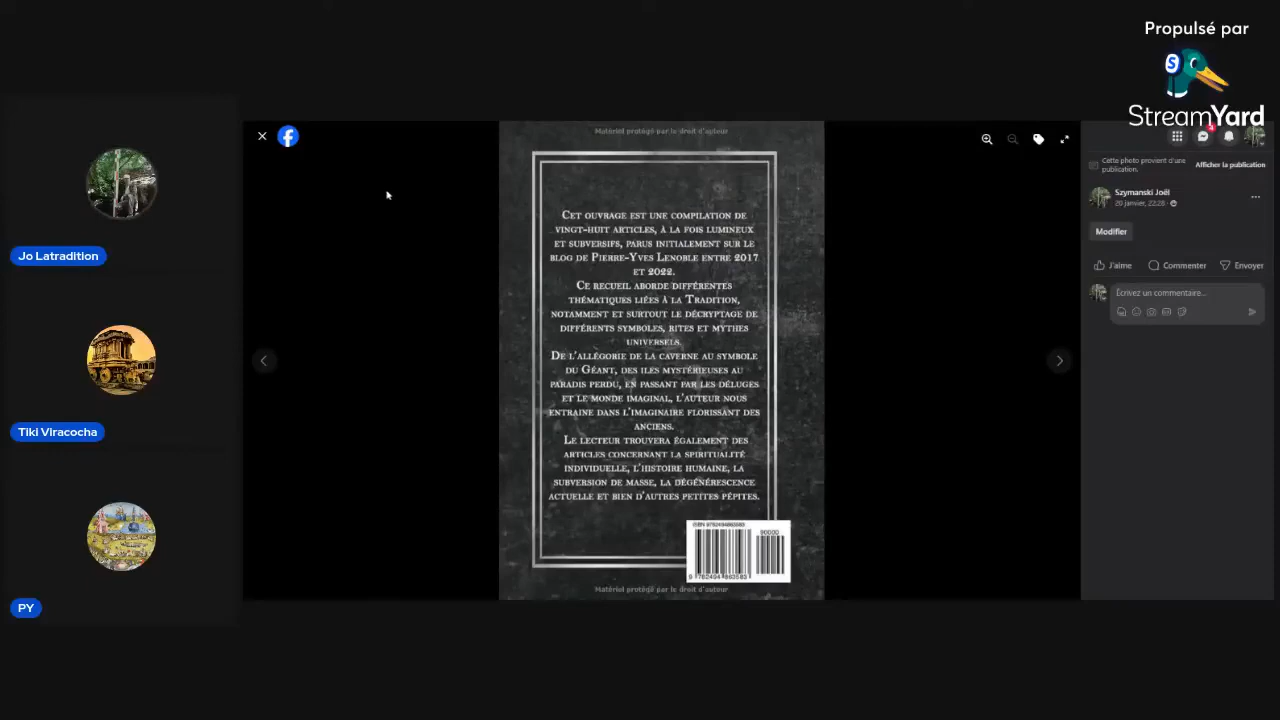 Propulsé par
StreamYard
Jo Latradition
Tiki Viracocha
PY
Matériel protégé par le droit d'auteur
Cet ouvrage est une compilation de
vingt-huit articles, à la fois lumineux
et subversifs, parus initialement sur le
blog de Pierre-Yves Lenoble entre 2017
et 2022.
Ce recueil aborde différentes
thématiques liées à la Tradition,
notamment et surtout le décryptage de
différents symboles, rites et mythes
universels.
De l'allégorie de la caverne au symbole
du Géant, des iles mystérieuses au
paradis perdu, en passant par les déluges
et le monde imaginal, l'auteur nous
entraine dans l'imaginaire florissant des
anciens.
Le lecteur trouvera également des
articles concernant la spiritualité
individuelle, l'histoire humaine, la
subversion de masse, la dégénérescence
actuelle et bien d'autres petites pépites.
90000
Matériel protégé par le droit d'auteur
Cette photo provient d'une
publication.
Afficher la publication
Szymanski Joël
20 janvier, 22:26
Modifier
J'aime
Commenter
Envoyer
Écrivez un commentaire...